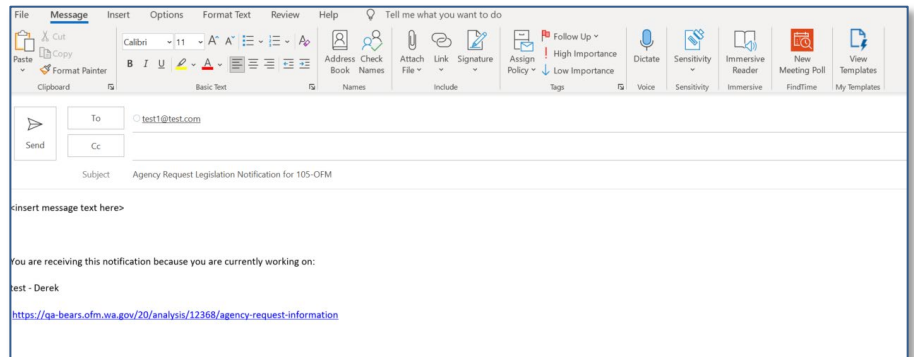 File Message Insert Options Format Text Review Help Tell me what you want to do
Cut
Copy
Paste
Format Painter
Clipboard
Calibri 11 A^ A˅ A
B I U A
Basic Text
Address Book
Check Names
Names
Attach File
Link
Signature
Include
Assign Policy
Follow Up
! High Importance
Low Importance
Tags
Dictate
Voice
Sensitivity
Sensitivity
Immersive Reader
Immersive
New Meeting Poll
FindTime
View Templates
My Templates
Send
To test1@test.com
Cc
Subject Agency Request Legislation Notification for 105-OFM
<insert message text here>
You are receiving this notification because you are currently working on:
test - Derek
https://qa-bears.ofm.wa.gov/20/analysis/12368/agency-request-information